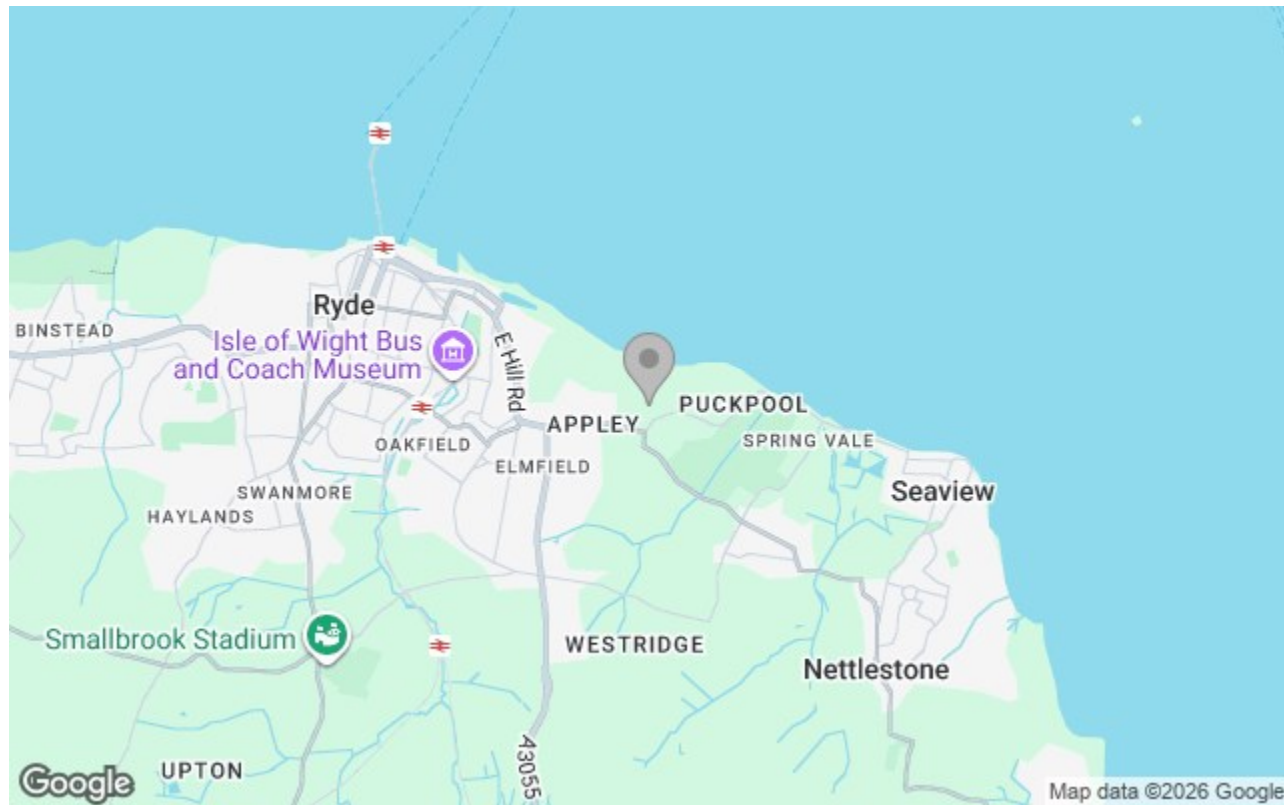 Ryde
BINSTEAD
Isle of Wight Bus
and Coach Museum
E Hill Rd
APPLEY
PUCKPOOL
OAKFIELD
SPRING VALE
ELMFIELD
SWANMORE
Seaview
HAYLANDS
Smallbrook Stadium
WESTRIDGE
Nettlestone
A3055
UPTON
Google
Map data ©2026 Google